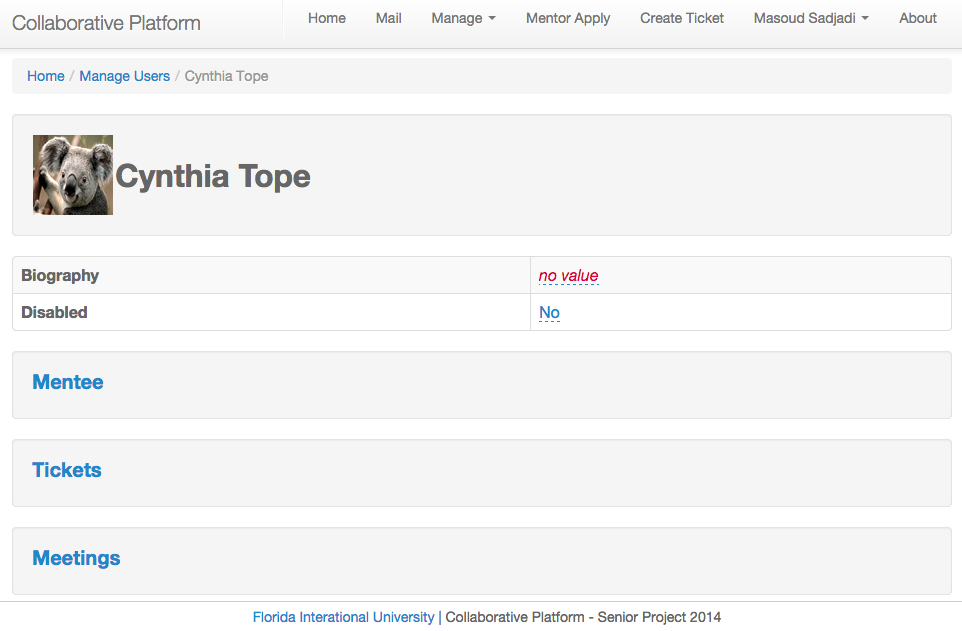 Collaborative Platform Home Mail Manage Mentor Apply Create Ticket Masoud Sadjadi About
Home / Manage Users / Cynthia Tope
Cynthia Tope
Biography no value
Disabled No
Mentee
Tickets
Meetings
Florida Interational University | Collaborative Platform - Senior Project 2014